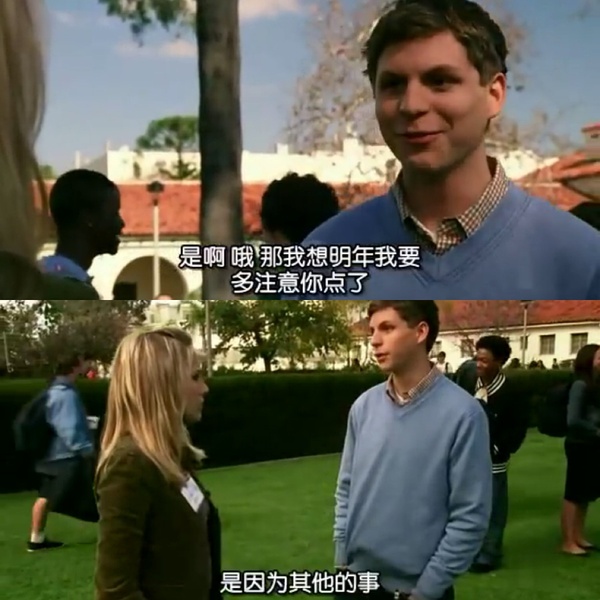 是啊 哦 那我想明年我要
多注意你点了
是因为其他的事